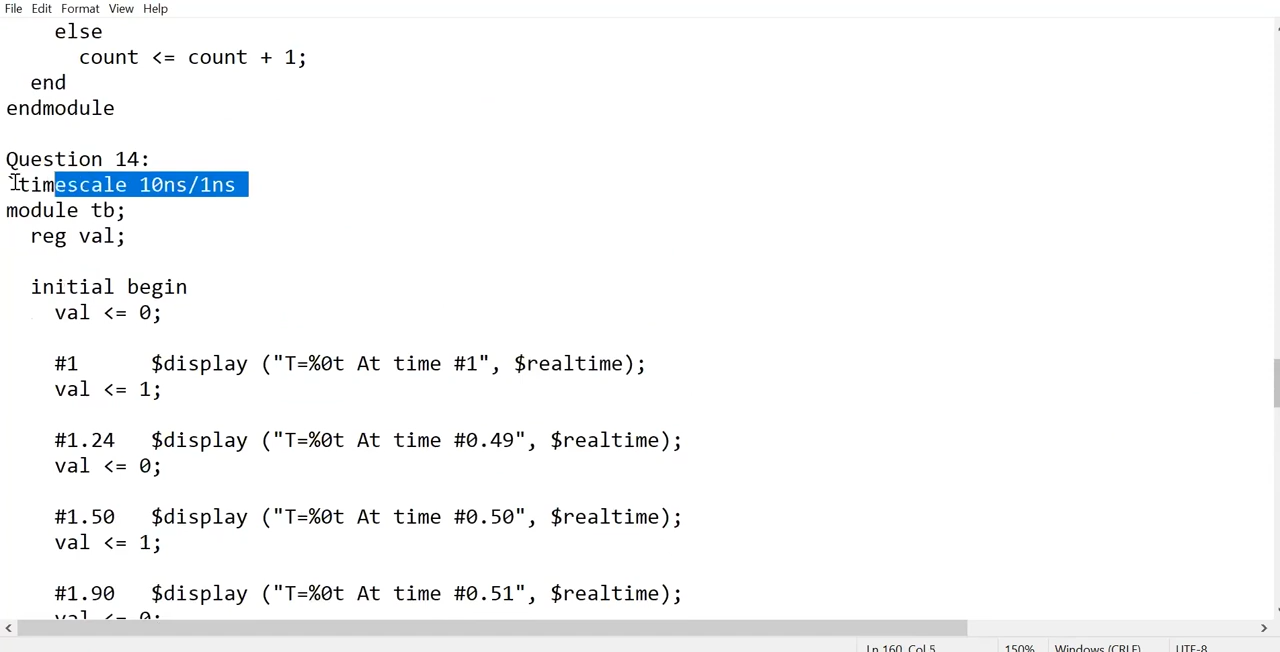 File Edit Format View Help
else
count <= count + 1;
end
endmodule
Question 14:
`timescale 10ns/1ns
module tb;
reg val;
initial begin
val <= 0;
#1 $display ("T=%0t At time #1", $realtime);
val <= 1;
#1.24 $display ("T=%0t At time #0.49", $realtime);
val <= 0;
#1.50 $display ("T=%0t At time #0.50", $realtime);
val <= 1;
#1.90 $display ("T=%0t At time #0.51", $realtime);
val <= 0;
Ln 160, Col 5 150% Windows (CRLF) UTF-8